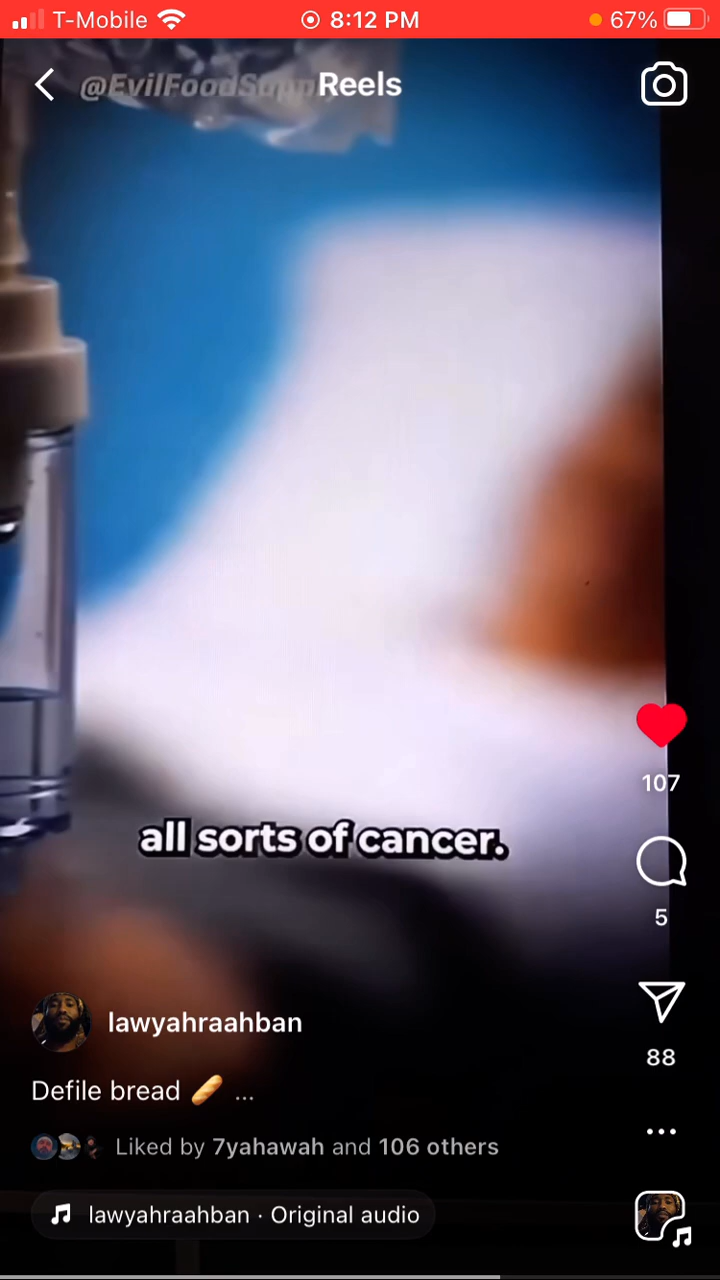 T-Mobile 8:12 PM 67%
Reels
all sorts of cancer.
107
5
88
lawyahraahban
Defile bread 🥖 ...
Liked by 7yahawah and 106 others
lawyahraahban · Original audio